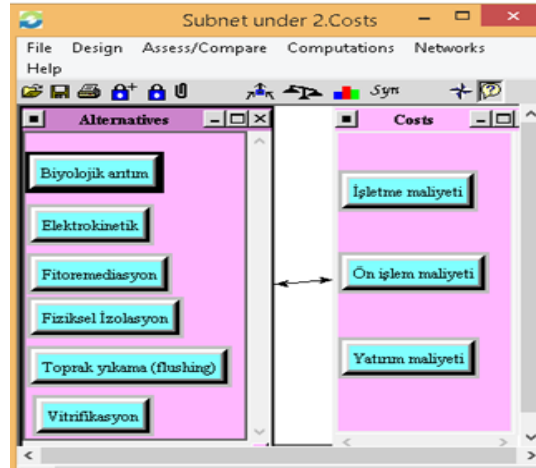 Subnet under 2.Costs
File Design Assess/Compare Computations Networks
Help
Syn
Alternatives
Biyolojik arıtım
Elektrokinetik
Fitoremediasyon
Fiziksel İzolasyon
Toprak yıkama (flushing)
Vitrifikasyon
Costs
İşletme maliyeti
Ön işlem maliyeti
Yatırım maliyeti